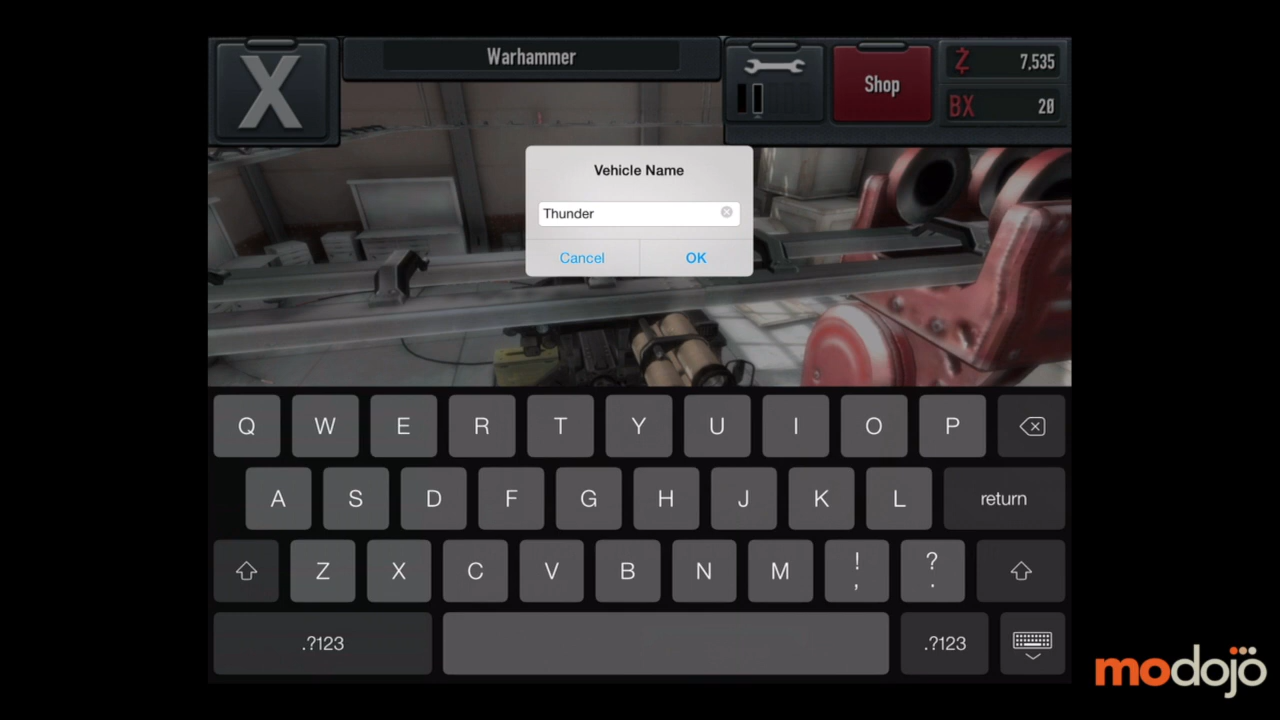 X
Warhammer
Shop
Z 7,535
BX 20
Vehicle Name
Thunder
Cancel OK
Q W E R T Y U I O P
A S D F G H J K L return
Z X C V B N M ! , ? .
.?123 .?123
modojo